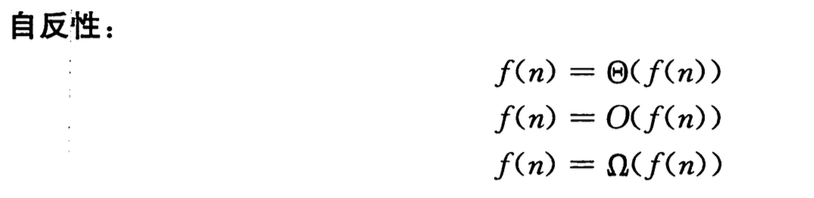 自反性：
f(n) = Θ(f(n))
f(n) = O(f(n))
f(n) = Ω(f(n))